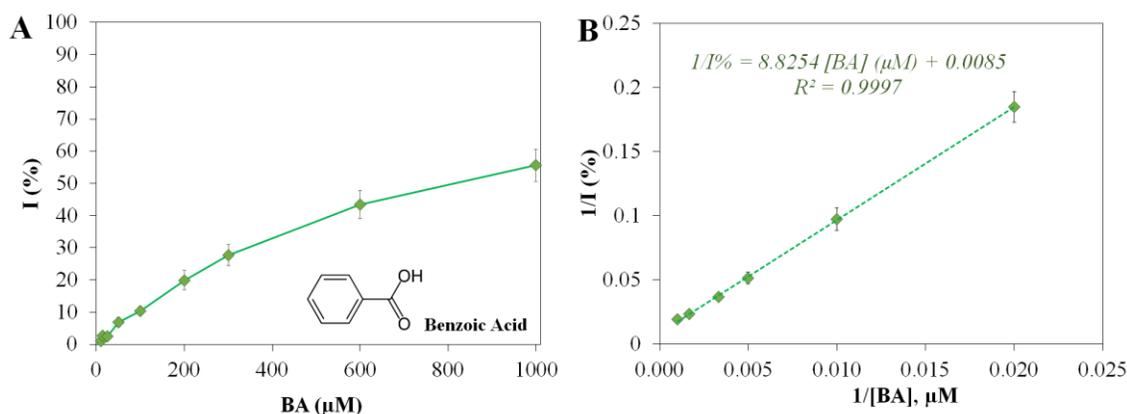 A
100
90
80
70
60
50
40
30
20
10
0
I (%)
0 200 400 600 800 1000
BA (µM)
OH
O
Benzoic Acid
B
1/I% = 8.8254 [BA] (µM) + 0.0085
R² = 0.9997
0.25
0.2
0.15
0.1
0.05
0
1/I (%)
0.000 0.005 0.010 0.015 0.020 0.025
1/[BA], µM